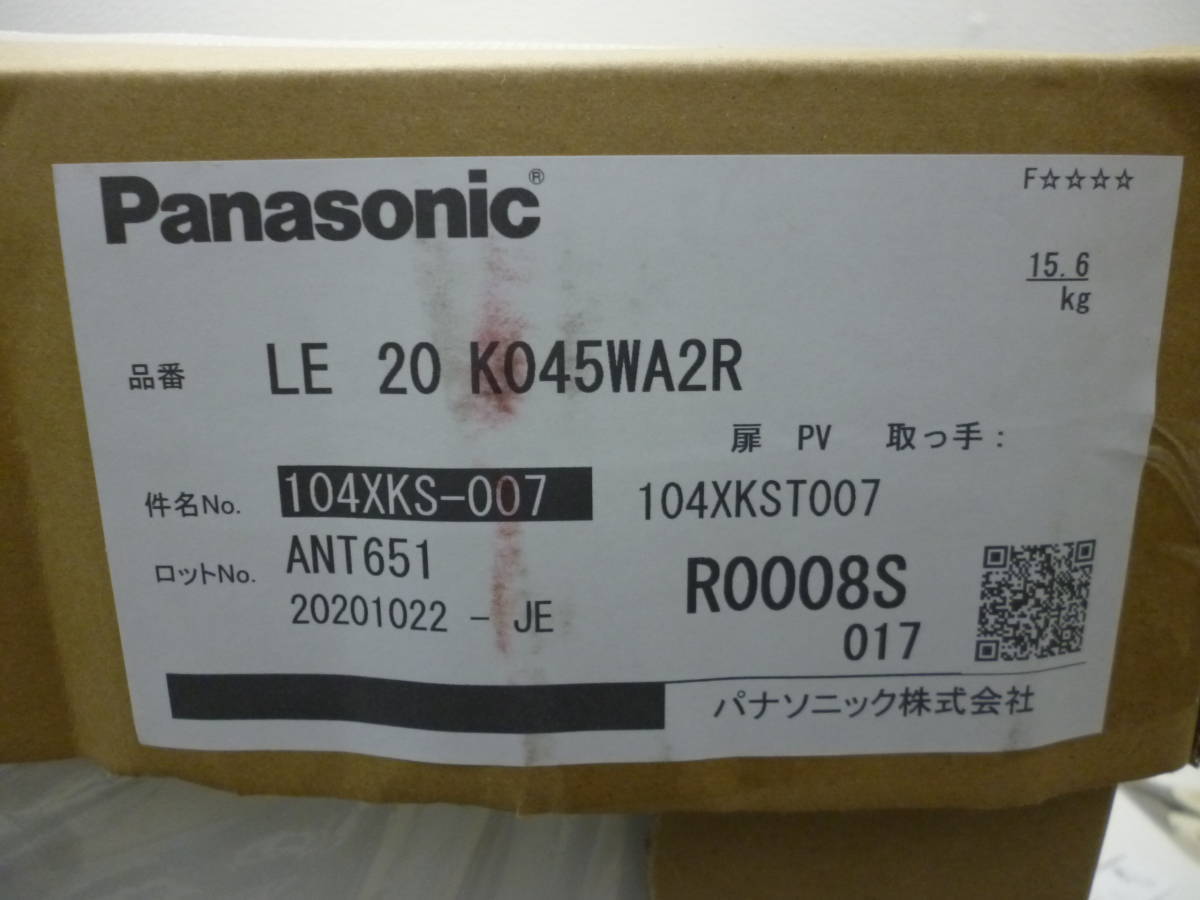 Panasonic®
F☆☆☆☆
15.6
kg
品番 LE 20 K045WA2R
扉 PV 取っ手:
件名No. 104XKS-007 104XKST007
ロットNo. ANT651
20201022 - JE
R0008S
017
パナソニック株式会社